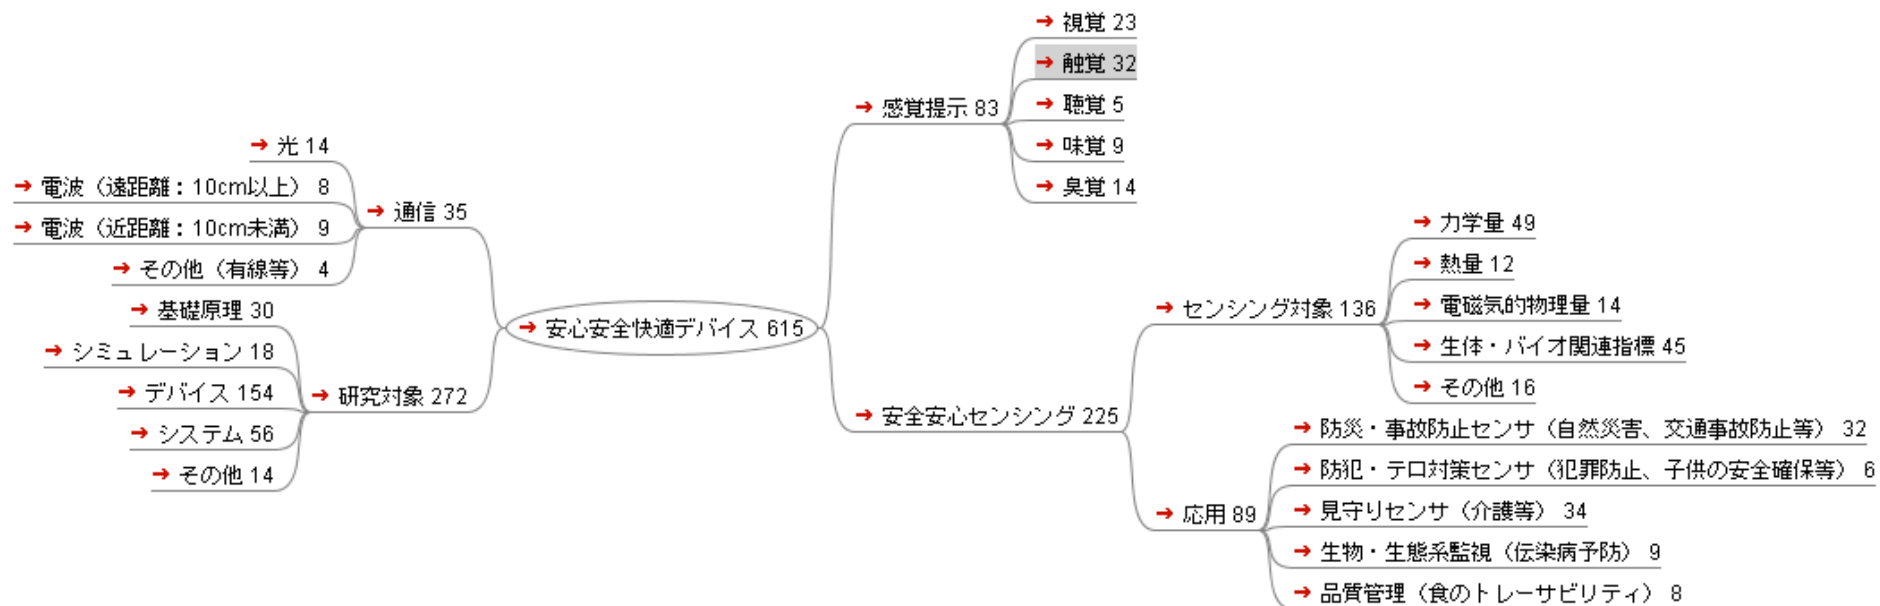 安心安全快適デバイス 615
通信 35
光 14
電波（遠距離：10cm以上） 8
電波（近距離：10cm未満） 9
その他（有線等） 4
研究対象 272
基礎原理 30
シミュレーション 18
デバイス 154
システム 56
その他 14
感覚提示 83
視覚 23
触覚 32
聴覚 5
味覚 9
臭覚 14
安全安心センシング 225
センシング対象 136
力学量 49
熱量 12
電磁気的物理量 14
生体・バイオ関連指標 45
その他 16
応用 89
防災・事故防止センサ（自然災害、交通事故防止等） 32
防犯・テロ対策センサ（犯罪防止、子供の安全確保等） 6
見守りセンサ（介護等） 34
生物・生態系監視（伝染病予防） 9
品質管理（食のトレーサビリティ） 8